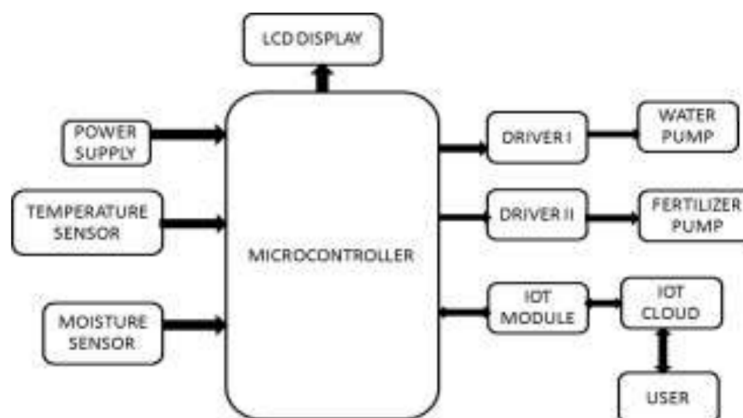 LCD DISPLAY
POWER
SUPPLY
TEMPERATURE
SENSOR
MOISTURE
SENSOR
MICROCONTROLLER
DRIVER I
WATER
PUMP
DRIVER II
FERTILIZER
PUMP
IOT
MODULE
IOT
CLOUD
USER